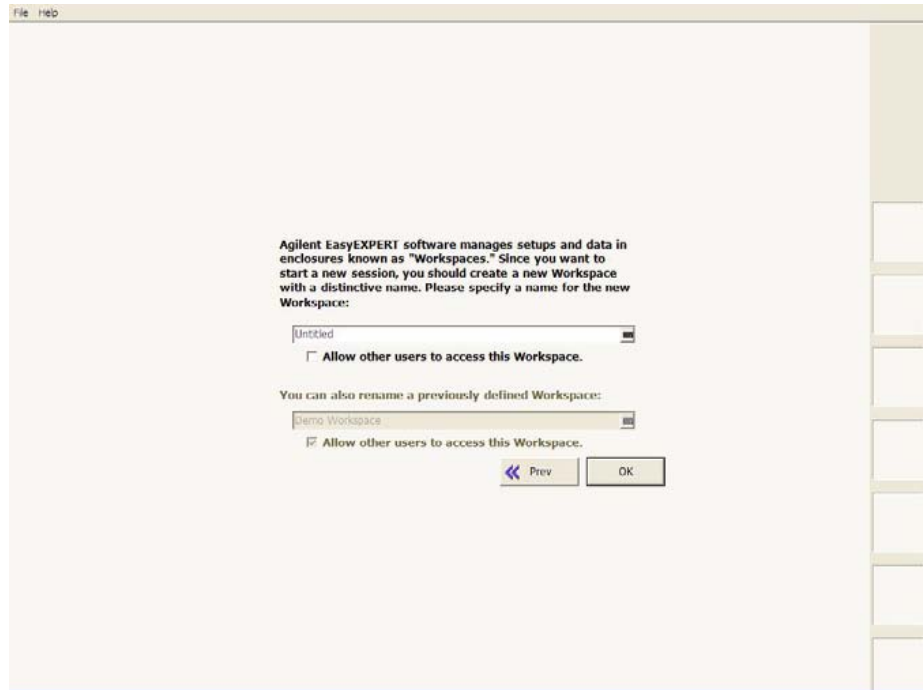 File Help
Agilent EasyEXPERT software manages setups and data in
enclosures known as "Workspaces." Since you want to
start a new session, you should create a new Workspace
with a distinctive name. Please specify a name for the new
Workspace:
Untitled
Allow other users to access this Workspace.
You can also rename a previously defined Workspace:
Demo Workspace
Allow other users to access this Workspace.
Prev OK